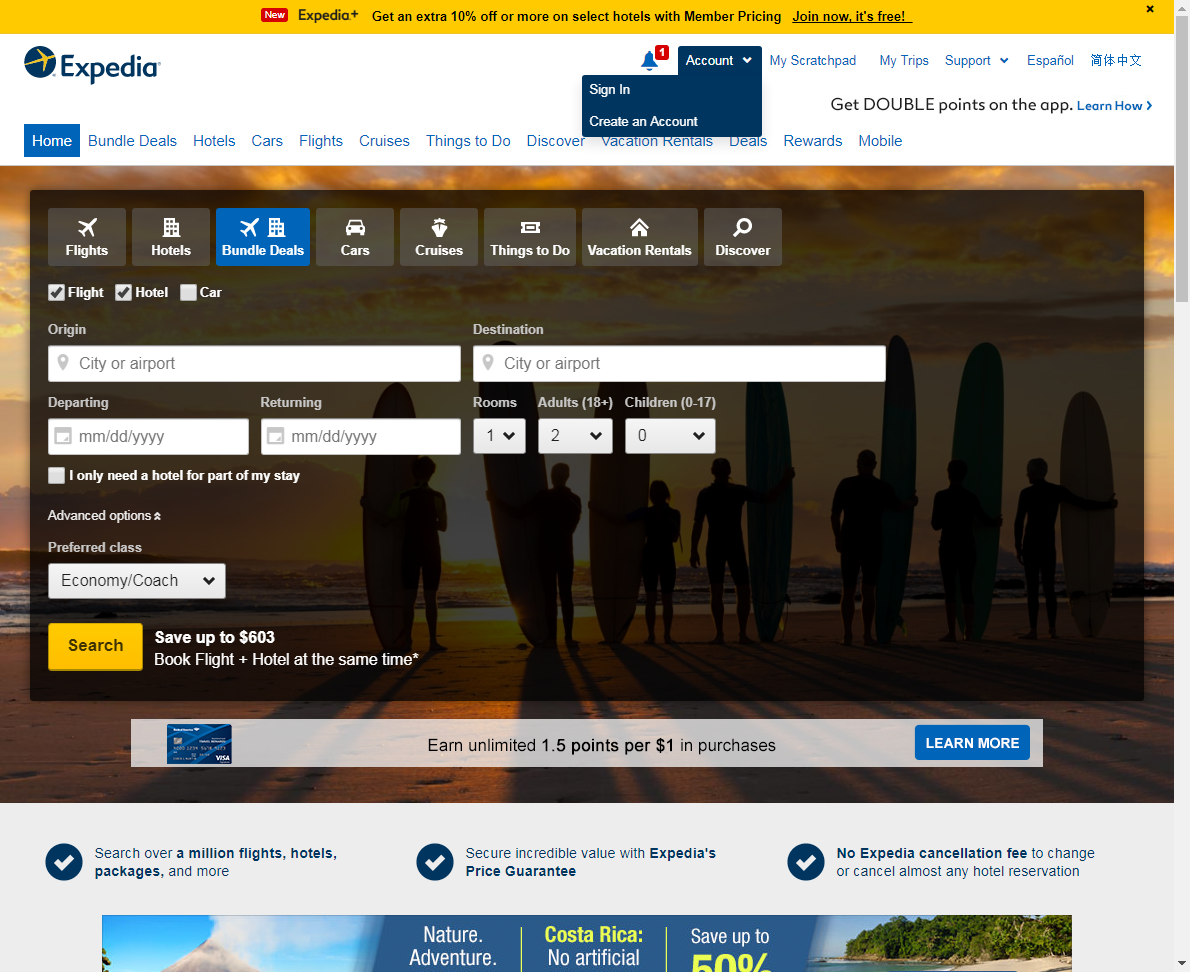 New Expedia+ Get an extra 10% off or more on select hotels with Member Pricing Join now, it's free!
Expedia
1
Account My Scratchpad My Trips Support Español 简体中文
Sign In
Create an Account
Get DOUBLE points on the app. Learn How
Home Bundle Deals Hotels Cars Flights Cruises Things to Do Discover Vacation Rentals Deals Rewards Mobile
Flights Hotels Bundle Deals Cars Cruises Things to Do Vacation Rentals Discover
Flight Hotel Car
Origin Destination
City or airport City or airport
Departing Returning Rooms Adults (18+) Children (0-17)
mm/dd/yyyy mm/dd/yyyy 1 2 0
I only need a hotel for part of my stay
Advanced options
Preferred class
Economy/Coach
Search
Save up to $603
Book Flight + Hotel at the same time*
VISA
Earn unlimited 1.5 points per $1 in purchases
LEARN MORE
Search over a million flights, hotels,
packages, and more
Secure incredible value with Expedia's
Price Guarantee
No Expedia cancellation fee to change
or cancel almost any hotel reservation
Nature.
Adventure.
Costa Rica:
No artificial
Save up to
50%